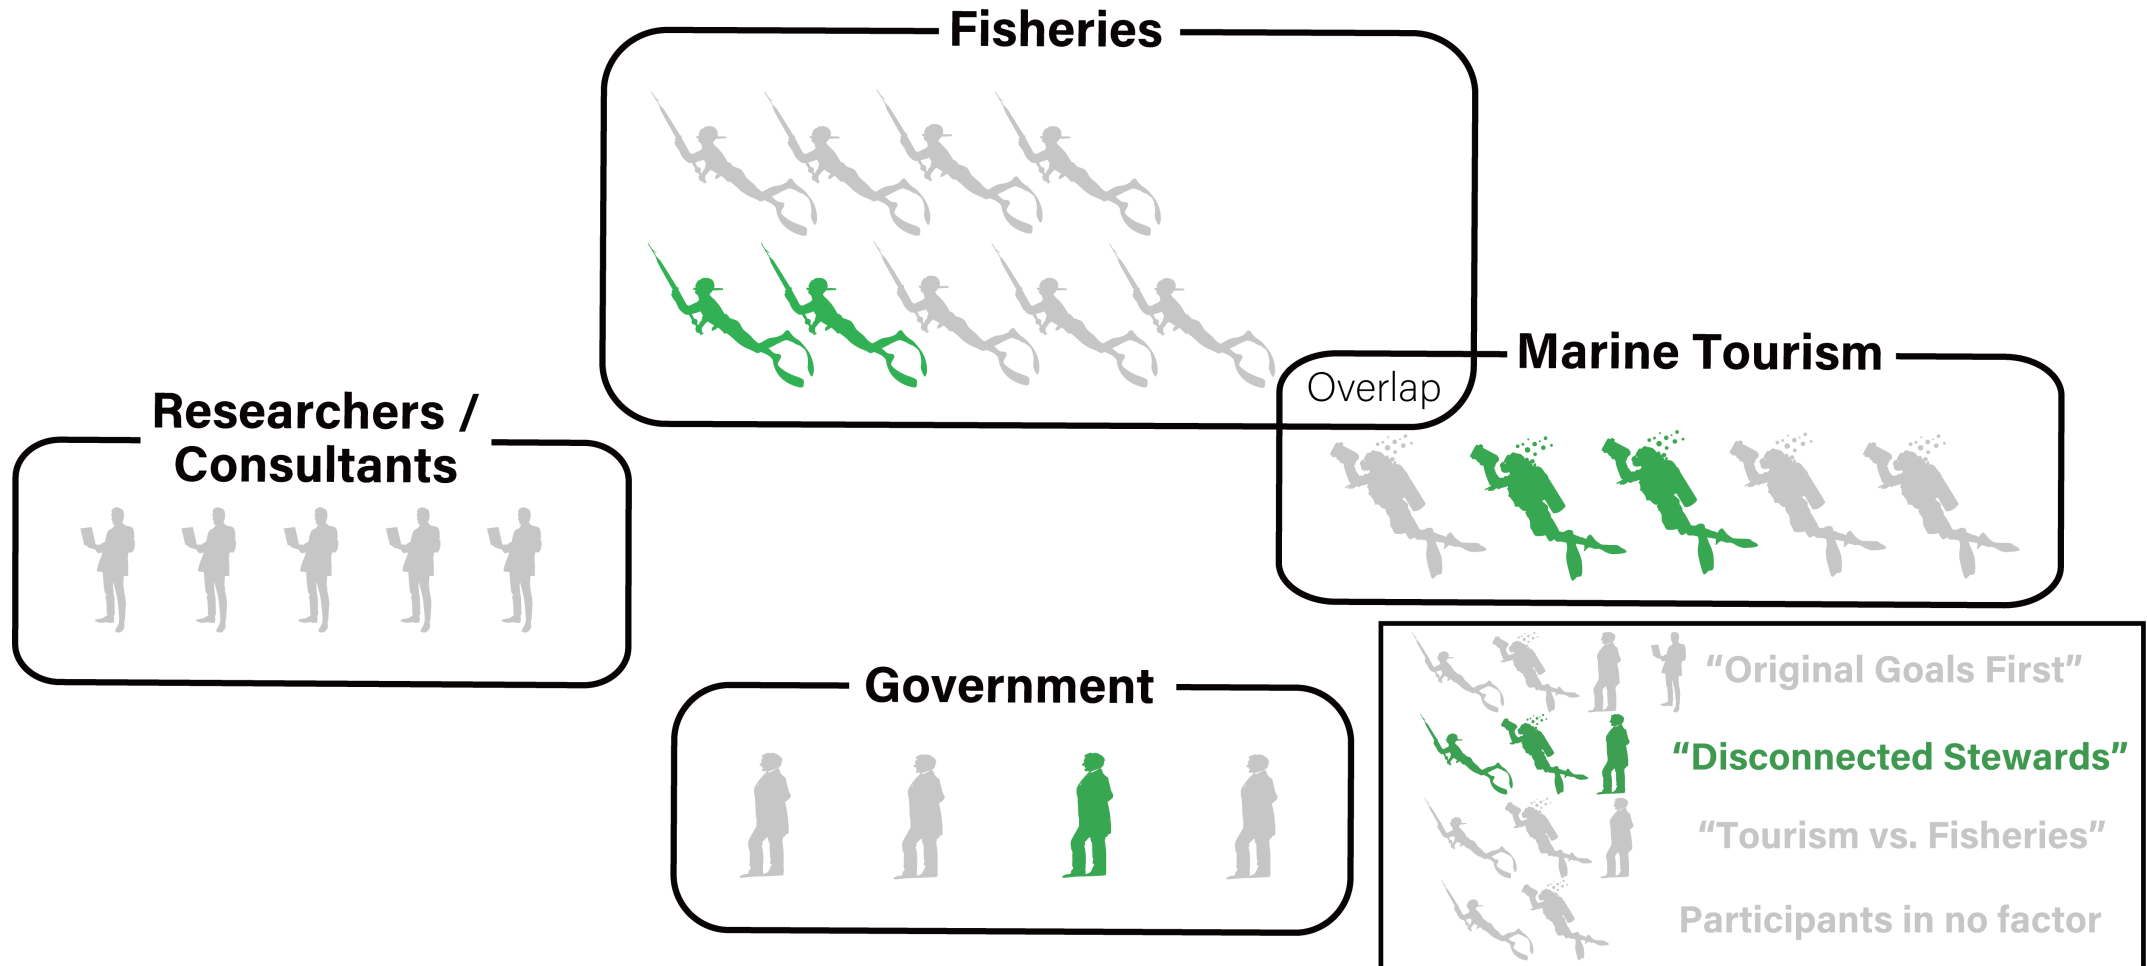 Fisheries
Marine Tourism
Overlap
Researchers /
Consultants
Government
“Original Goals First”
“Disconnected Stewards”
“Tourism vs. Fisheries”
Participants in no factor